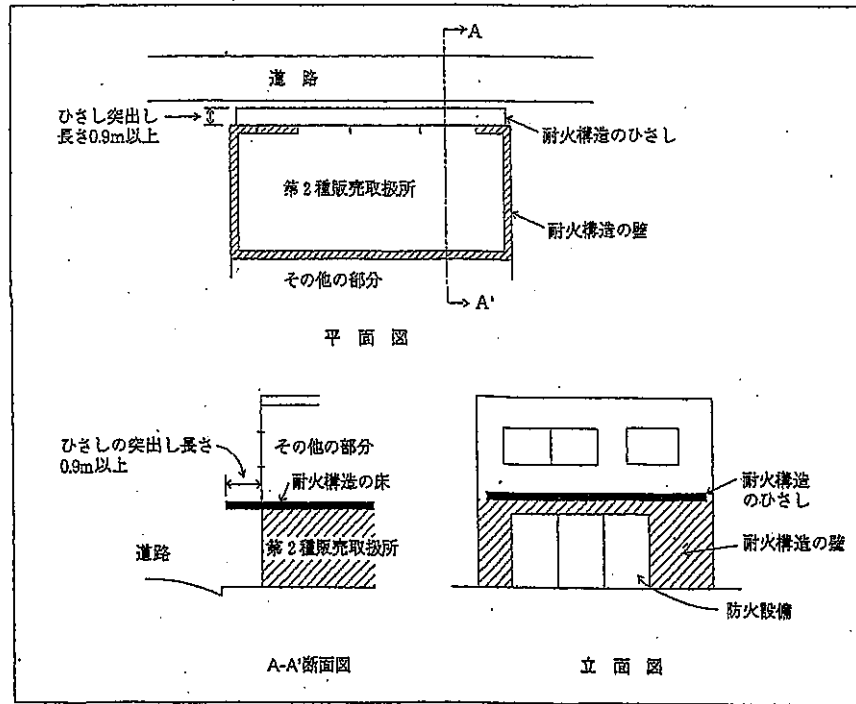 A
道 路
ひさし突出し
長さ0.9m以上
耐火構造のひさし
第2種販売取扱所
耐火構造の壁
その他の部分
A'
平 面 図
ひさしの突出し長さ
0.9m以上
その他の部分
耐火構造の床
第2種販売取扱所
道路
A-A'断面図
耐火構造
のひさし
耐火構造の壁
防火設備
立 面 図